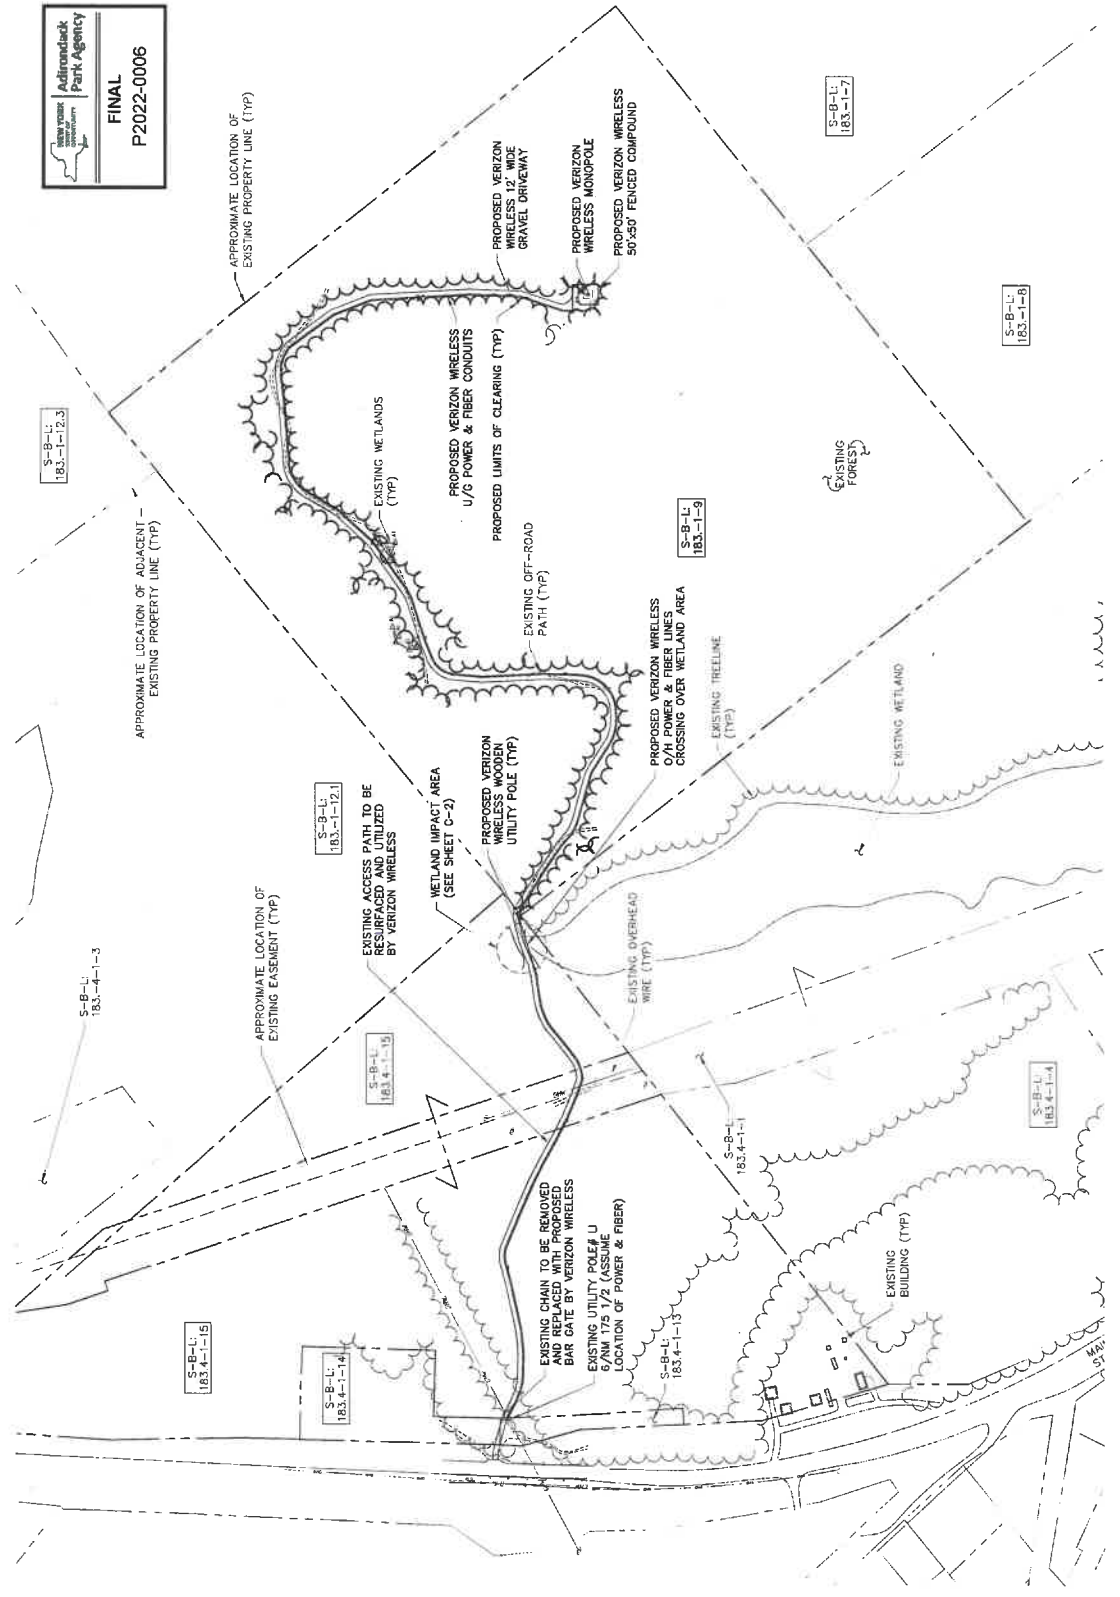 NEW YORK
STATE OF
OPPORTUNITY
Adirondack
Park Agency
FINAL
P2022-0006
APPROXIMATE LOCATION OF
EXISTING PROPERTY LINE (TYP)
S-B-L:
183.-1-7
PROPOSED VERIZON
WIRELESS 12' WIDE
GRAVEL DRIVEWAY
PROPOSED VERIZON
WIRELESS MONOPOLE
PROPOSED VERIZON WIRELESS
50'x50' FENCED COMPOUND
S-B-L:
183.-1-8
S-B-L:
183.-1-12.3
APPROXIMATE LOCATION OF ADJACENT
EXISTING PROPERTY LINE (TYP)
EXISTING WETLANDS
(TYP)
PROPOSED VERIZON WIRELESS
U/G POWER & FIBER CONDUITS
PROPOSED LIMITS OF CLEARING (TYP)
EXISTING
FOREST
S-B-L:
183.-1-9
EXISTING OFF-ROAD
PATH (TYP)
PROPOSED VERIZON WIRELESS
O/H POWER & FIBER LINES
CROSSING OVER WETLAND AREA
EXISTING TREELINE
(TYP)
EXISTING WETLAND
S-B-L:
183.-1-12.1
EXISTING ACCESS PATH TO BE
RESURFACED AND UTILIZED
BY VERIZON WIRELESS
WETLAND IMPACT AREA
(SEE SHEET C-2)
PROPOSED VERIZON
WIRELESS WOODEN
UTILITY POLE (TYP)
APPROXIMATE LOCATION OF
EXISTING EASEMENT (TYP)
S-B-L:
183.-4-1-3
EXISTING OVERHEAD
WIRE (TYP)
S-B-L:
183.4-1-15
S-B-L:
183.4-1-4
S-B-L:
183.4-1-1
EXISTING CHAIN TO BE REMOVED
AND REPLACED WITH PROPOSED
BAR GATE BY VERIZON WIRELESS
EXISTING UTILITY POLE# LI
6/NM 175 1/2 (ASSUME
LOCATION OF POWER & FIBER)
EXISTING
BUILDING (TYP)
S-B-L:
183.4-1-15
S-B-L:
183.4-1-14
S-B-L:
183.4-1-13